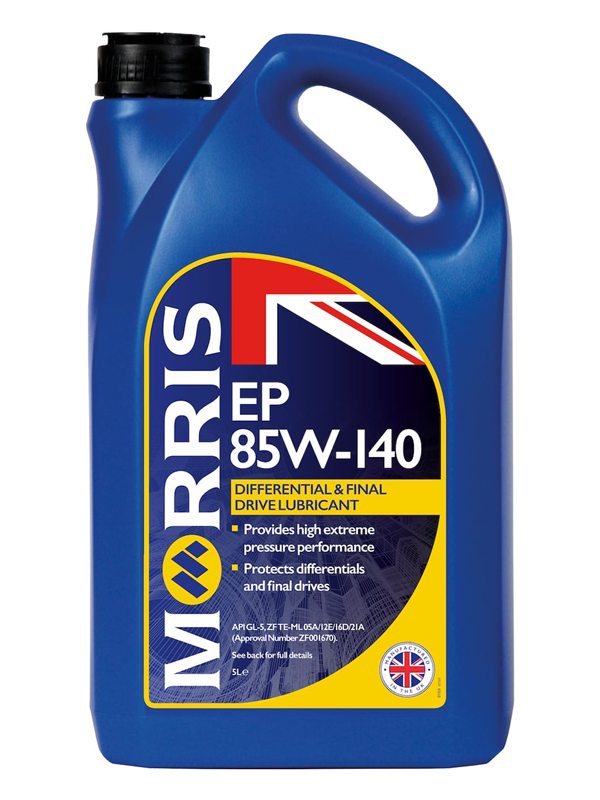 MORRIS
EP
85W-140
DIFFERENTIAL & FINAL
DRIVE LUBRICANT
Provides high extreme
pressure performance
Protects differentials
and final drives
API GL-5, ZF TE-ML 05A/12E/16D/21A
(Approval Number ZF001670).
See back for full details
5L℮
MANUFACTURED
IN THE UK